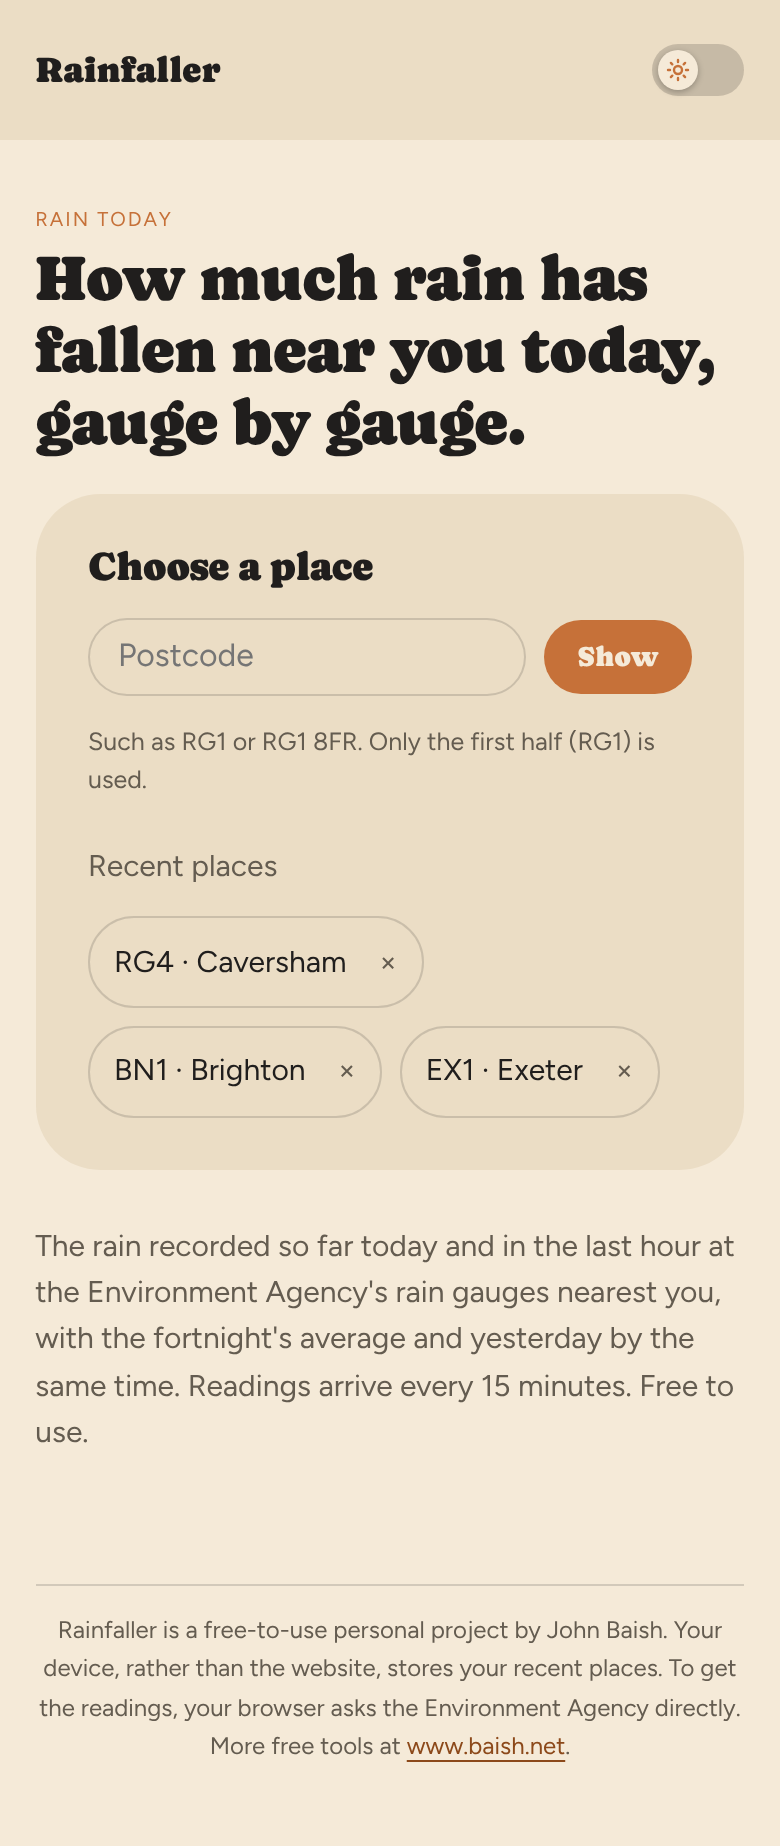 Rainfaller
RAIN TODAY
How much rain has
fallen near you today,
gauge by gauge.
Choose a place
Postcode
Show
Such as RG1 or RG1 8FR. Only the first half (RG1) is
used.
Recent places
RG4 · Caversham ×
BN1 · Brighton ×
EX1 · Exeter ×
The rain recorded so far today and in the last hour at
the Environment Agency's rain gauges nearest you,
with the fortnight's average and yesterday by the
same time. Readings arrive every 15 minutes. Free to
use.
Rainfaller is a free-to-use personal project by John Baish. Your
device, rather than the website, stores your recent places. To get
the readings, your browser asks the Environment Agency directly.
More free tools at www.baish.net.